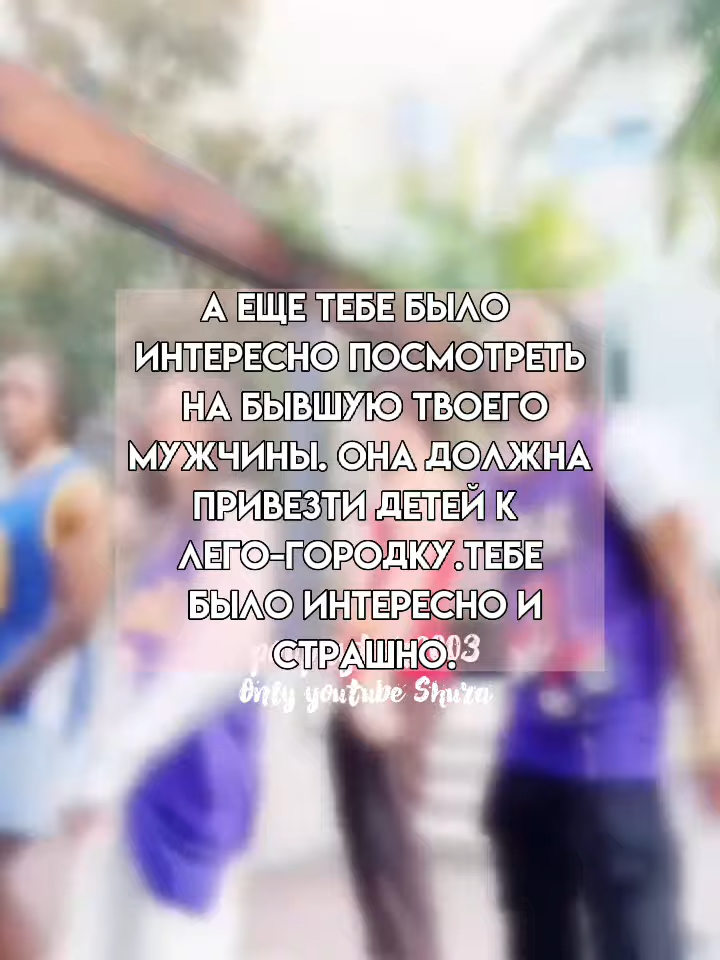 А ЕЩЕ ТЕБЕ БЫЛО
ИНТЕРЕСНО ПОСМОТРЕТЬ
НА БЫВШУЮ ТВОЕГО
МУЖЧИНЫ. ОНА ДОЛЖНА
ПРИВЕЗТИ ДЕТЕЙ К
ЛЕГО-ГОРОДКУ.ТЕБЕ
БЫЛО ИНТЕРЕСНО И
СТРАШНО.
Only youtube Shura